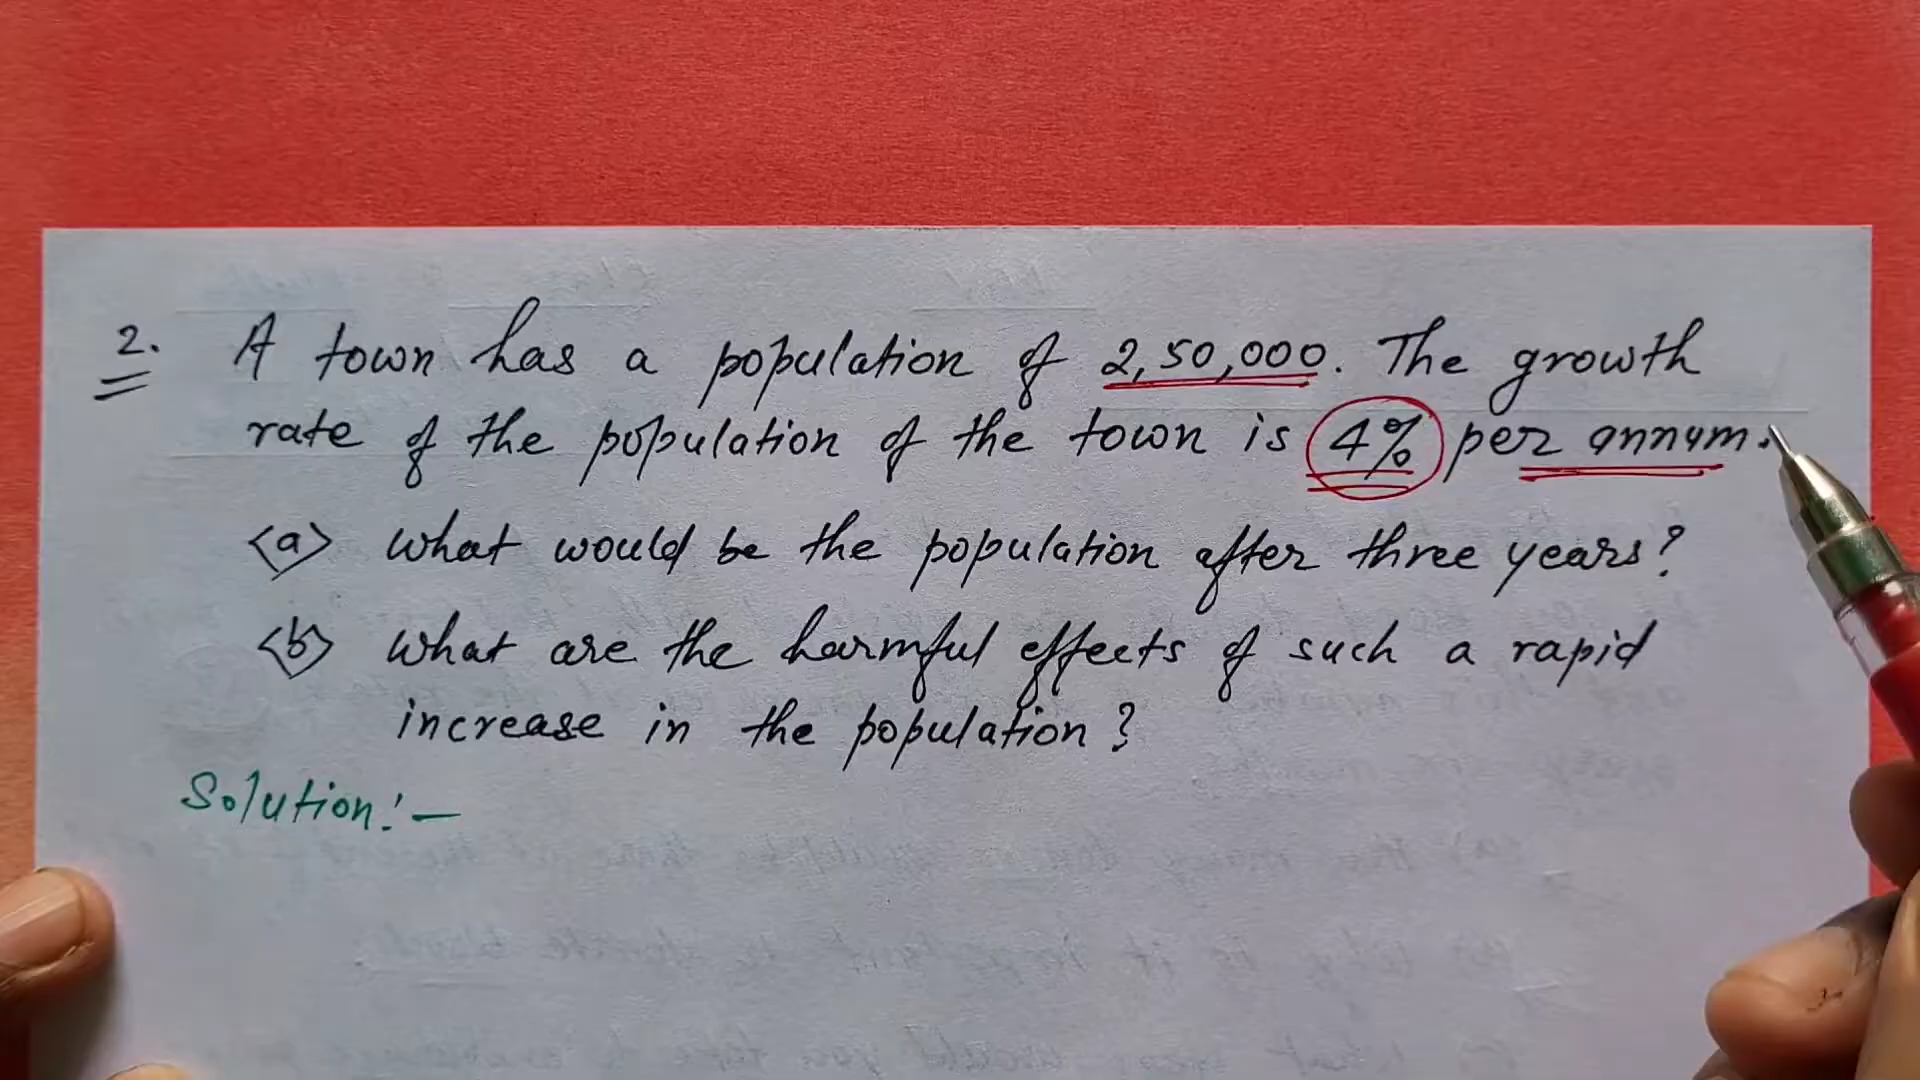 2. A town has a population of 2,50,000. The growth
rate of the population of the town is 4% per annum.
<a> What would be the population after three years?
<b> What are the harmful effects of such a rapid
increase in the population?
Solution:-